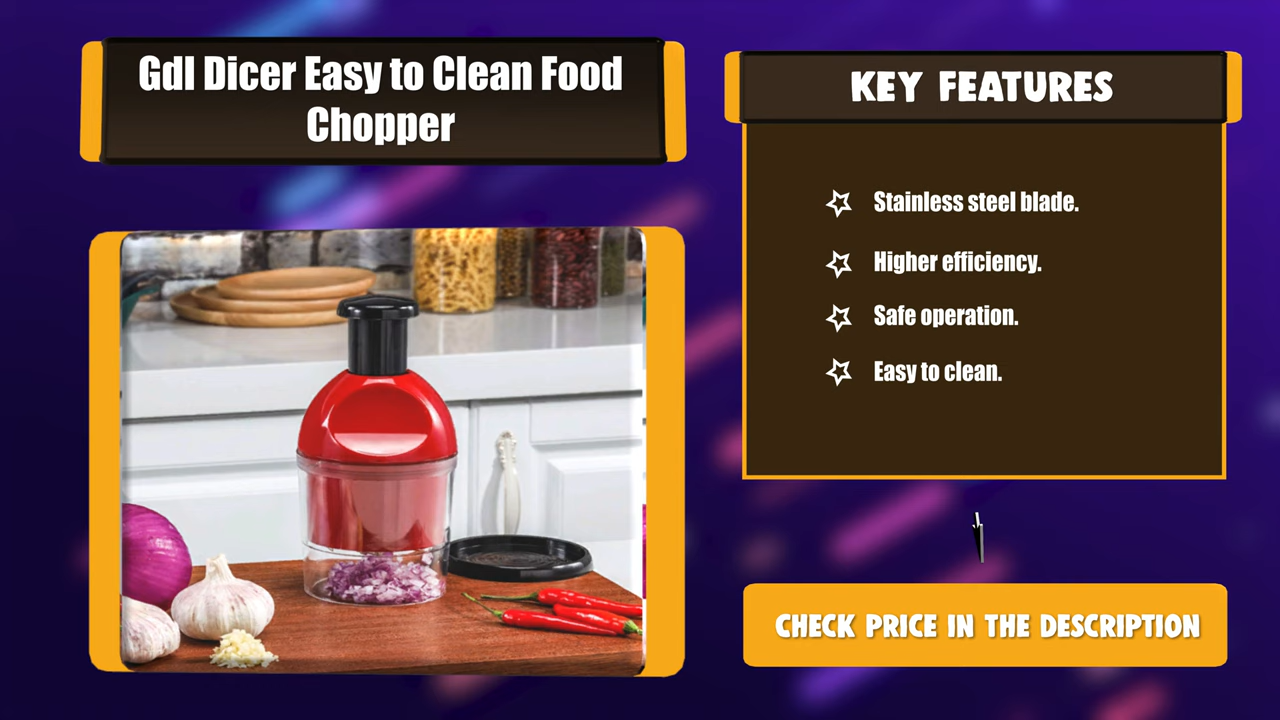 Gdl Dicer Easy to Clean Food
Chopper
KEY FEATURES
Stainless steel blade.
Higher efficiency.
Safe operation.
Easy to clean.
CHECK PRICE IN THE DESCRIPTION